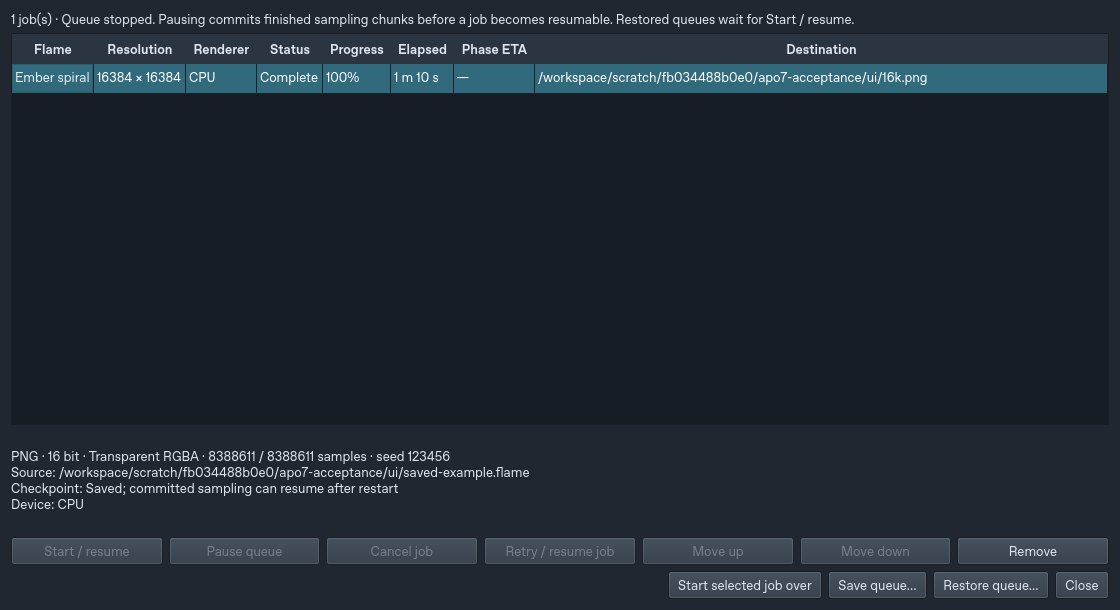 1 job(s) · Queue stopped. Pausing commits finished sampling chunks before a job becomes resumable. Restored queues wait for Start / resume.
Flame Resolution Renderer Status Progress Elapsed Phase ETA Destination
Ember spiral 16384 × 16384 CPU Complete 100% 1 m 10 s — /workspace/scratch/fb034488b0e0/apo7-acceptance/ui/16k.png
PNG · 16 bit · Transparent RGBA · 8388611 / 8388611 samples · seed 123456
Source: /workspace/scratch/fb034488b0e0/apo7-acceptance/ui/saved-example.flame
Checkpoint: Saved; committed sampling can resume after restart
Device: CPU
Start / resume Pause queue Cancel job Retry / resume job Move up Move down Remove
Start selected job over Save queue... Restore queue... Close